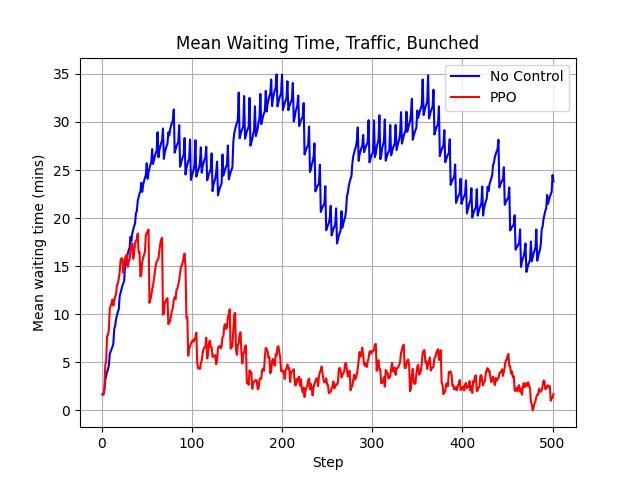 Mean Waiting Time, Traffic, Bunched
No Control
PPO
Mean waiting time (mins)
35
30
25
20
15
10
5
0
0 100 200 300 400 500
Step